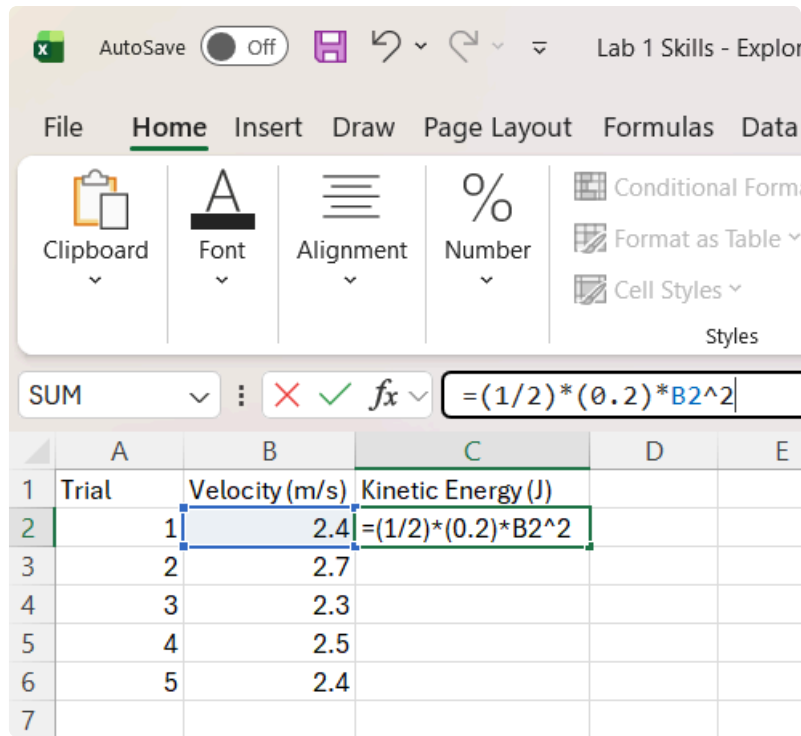 AutoSave Off Lab 1 Skills - Explor
File Home Insert Draw Page Layout Formulas Data
Clipboard Font Alignment Number
Conditional Forma
Format as Table
Cell Styles
Styles
SUM fx =(1/2)*(0.2)*B2^2
A B C D E
1 Trial Velocity (m/s) Kinetic Energy (J)
2 1 2.4 =(1/2)*(0.2)*B2^2
3 2 2.7
4 3 2.3
5 4 2.5
6 5 2.4
7